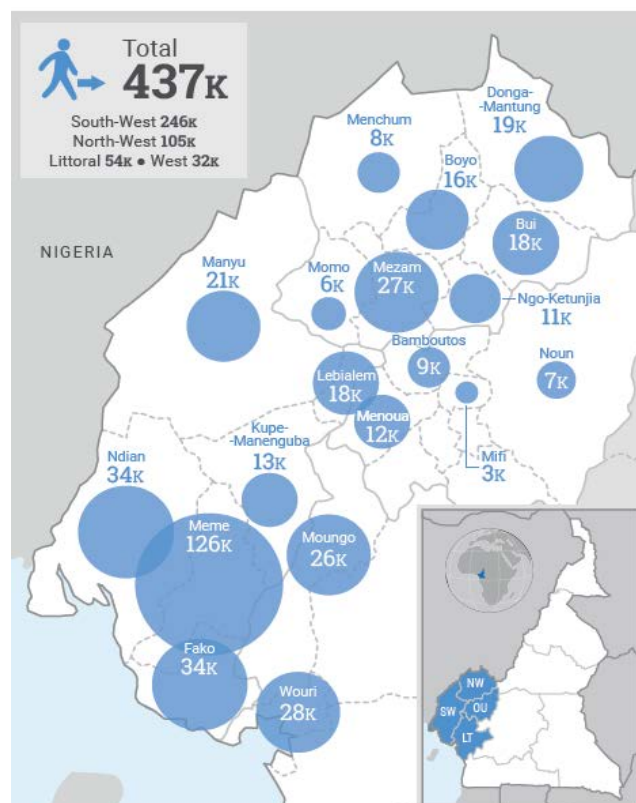 Total
437K
South-West 246K
North-West 105K
Littoral 54K ● West 32K
Donga-
-Mantung
19K
Menchum
8K
Boyo
16K
Bui
18K
NIGERIA
Manyu
21K
Momo
6K
Mezam
27K
Ngo-Ketunjia
11K
Bamboutos
9K
Noun
7K
Lebialem
18K
Menoua
12K
Mifi
3K
Kupe-
-Manenguba
13K
Ndian
34K
Meme
126K
Moungo
26K
Fako
34K
Wouri
28K
NW
SW
OU
LT